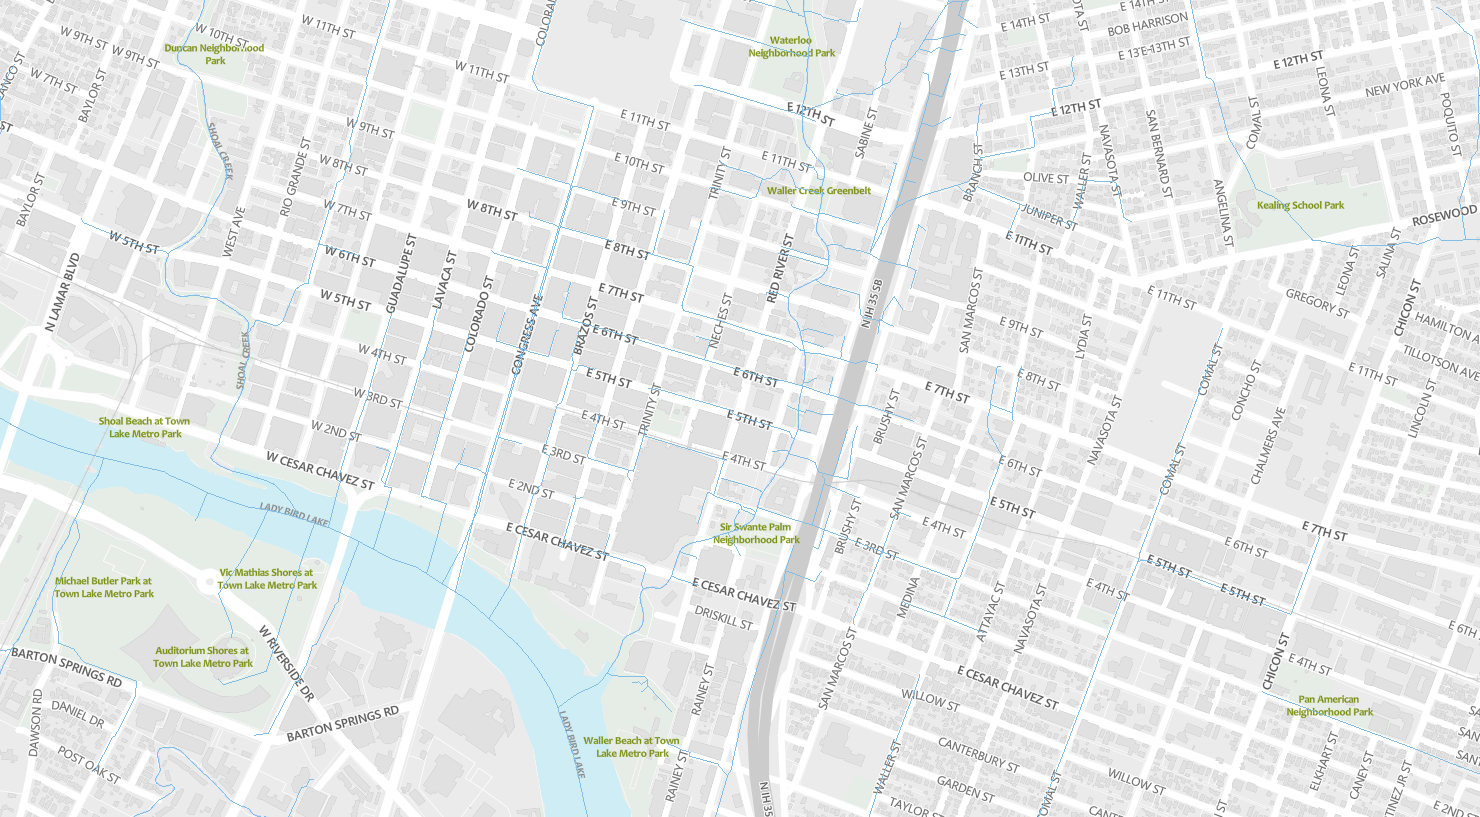 W 11TH ST
COLORA
E 14TH ST
W 10TH ST
W 9TH ST
W 9TH ST
Duncan Neighborhood
Park
Waterloo
Neighborhood Park
BOB HARRISON
E 13'E-13TH ST
E 14TH ST
W 7TH ST
BAYLOR ST
W 11TH ST
E 13TH ST
E 12TH ST
LEONA ST
NEW YORK AVE
POQUITO ST
E 12TH ST
E 12TH ST
COMAL ST
SABINE ST
E 11TH ST
W 9TH ST
SHOAL CREEK
NAVASOTA ST
SAN BERNARD ST
E 11TH ST
E 10TH ST
W 8TH ST
RIO GRANDE ST
TRINITY ST
BRANCH ST
OLIVE ST
WALLER ST
ANGELINA ST
Waller Creek Greenbelt
Kealing School Park
BAYLOR ST
W 7TH ST
W 8TH ST
E 9TH ST
JUNIPER ST
ROSEWOOD
WEST AVE
W 5TH ST
W 6TH ST
E 8TH ST
E 11TH ST
RED RIVER ST
SALINA ST
LEONA ST
N LAMAR BLVD
GUADALUPE ST
LAVACA ST
COLORADO ST
W 5TH ST
E 7TH ST
N IH 35 SB
SAN MARCOS ST
E 11TH ST
GREGORY ST
CHICON ST
CONGRESS AVE
BRAZOS ST
NECHES ST
E 6TH ST
E 9TH ST
LYDIA ST
HAMILTON A
TILLOTSON AVE
SHOAL CREEK
W 4TH ST
W 3RD ST
E 5TH ST
E 6TH ST
E 7TH ST
E 8TH ST
COMAL ST
CONCHO ST
E 11TH ST
LINCOLN ST
Shoal Beach at Town
Lake Metro Park
W 2ND ST
E 4TH ST
TRINITY ST
E 5TH ST
BRUSHY ST
NAVASOTA ST
CHALMERS AVE
W CESAR CHAVEZ ST
E 3RD ST
E 4TH ST
E 6TH ST
COMAL ST
E 2ND ST
SAN MARCOS ST
E 5TH ST
LADY BIRD LAKE
E CESAR CHAVEZ ST
Sir Swante Palm
Neighborhood Park
BRUSHY ST
E 3RD ST
E 4TH ST
E 7TH ST
E 6TH ST
E 5TH ST
E 5TH ST
Michael Butler Park at
Town Lake Metro Park
Vic Mathias Shores at
Town Lake Metro Park
E CESAR CHAVEZ ST
DRISKILL ST
MEDINA
ATTAYAC ST
NAVASOTA ST
E 4TH ST
E 6TH
Auditorium Shores at
Town Lake Metro Park
W RIVERSIDE DR
BARTON SPRINGS RD
SAN MARCOS ST
E CESAR CHAVEZ ST
CHICON ST
E 4TH ST
RAINEY ST
WILLOW ST
Pan American
Neighborhood Park
DAWSON RD
DANIEL DR
BARTON SPRINGS RD
LADY BIRD LAKE
Waller Beach at Town
Lake Metro Park
POST OAK ST
RAINEY ST
WALLER ST
CANTERBURY ST
ELKHART ST
CANEY ST
N IH 35
GARDEN ST
WILLOW ST
TAYLOR ST
E 2ND S